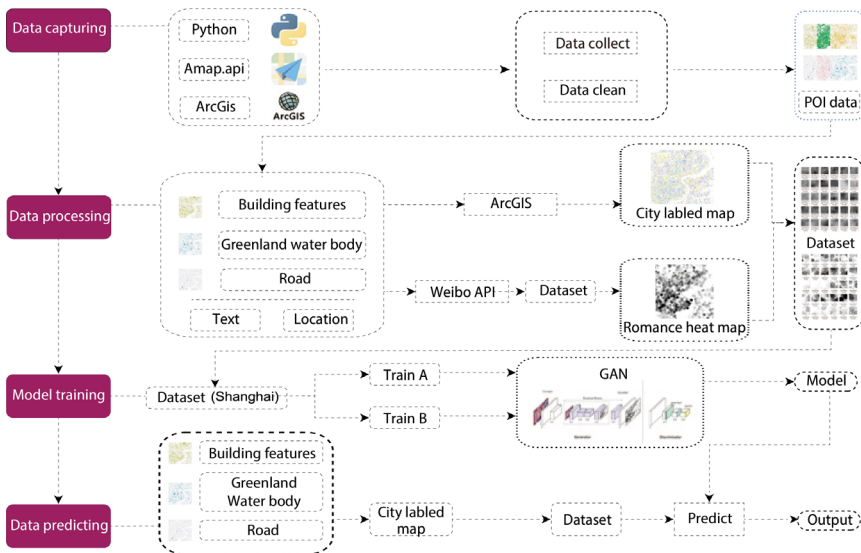 Data capturing
Python
Amap.api
ArcGis
ArcGIS
Data collect
Data clean
POI data
Data processing
Building features
Greenland water body
Road
Text
Location
ArcGIS
City labled map
Weibo API
Dataset
Romance heat map
Dataset
Model training
Dataset (Shanghai)
Train A
Train B
GAN
Generator
Discriminator
Model
Data predicting
Building features
Greenland
Water body
Road
City labled
map
Dataset
Predict
Output